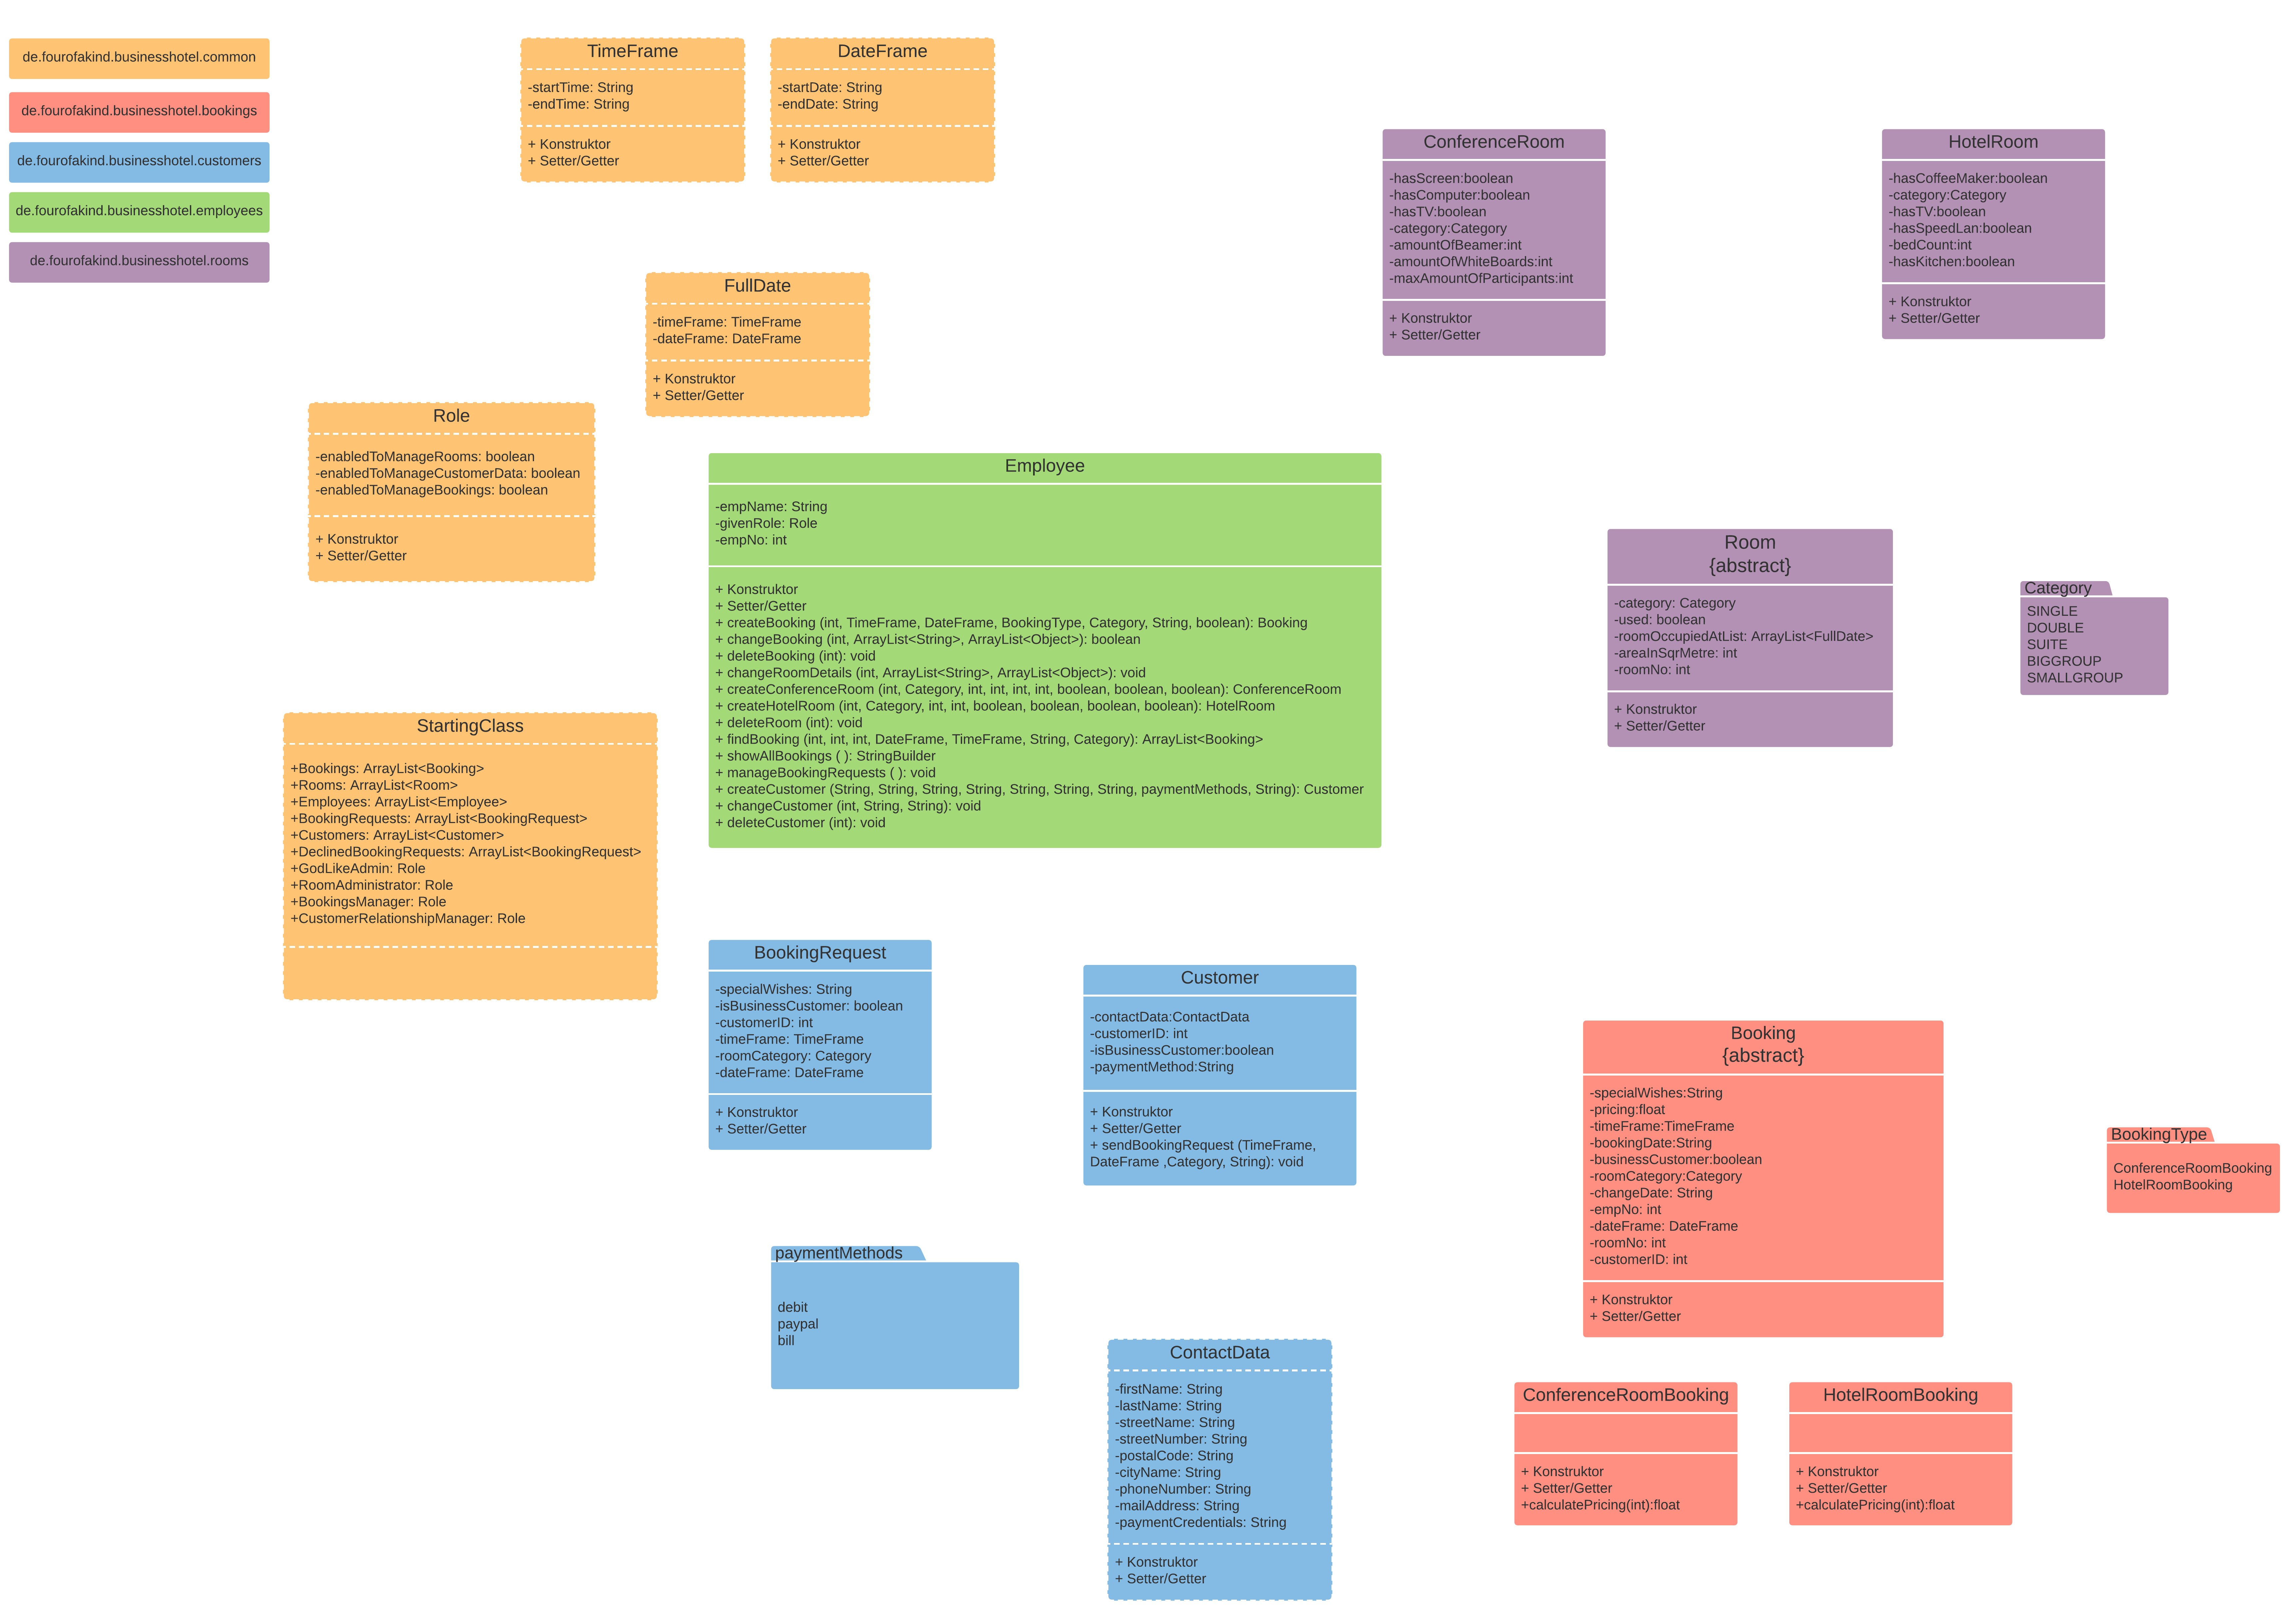 de.fourofakind.businesshotel.common
de.fourofakind.businesshotel.bookings
de.fourofakind.businesshotel.customers
de.fourofakind.businesshotel.employees
de.fourofakind.businesshotel.rooms
TimeFrame
-startTime: String
-endTime: String
+ Konstruktor
+ Setter/Getter
DateFrame
-startDate: String
-endDate: String
+ Konstruktor
+ Setter/Getter
ConferenceRoom
-hasScreen:boolean
-hasComputer:boolean
-hasTV:boolean
-category:Category
-amountOfBeamer:int
-amountOfWhiteBoards:int
-maxAmountOfParticipants:int
+ Konstruktor
+ Setter/Getter
HotelRoom
-hasCoffeeMaker:boolean
-category:Category
-hasTV:boolean
-hasSpeedLan:boolean
-bedCount:int
-hasKitchen:boolean
+ Konstruktor
+ Setter/Getter
FullDate
-timeFrame: TimeFrame
-dateFrame: DateFrame
+ Konstruktor
+ Setter/Getter
Role
-enabledToManageRooms: boolean
-enabledToManageCustomerData: boolean
-enabledToManageBookings: boolean
+ Konstruktor
+ Setter/Getter
Employee
-empName: String
-givenRole: Role
-empNo: int
+ Konstruktor
+ Setter/Getter
+ createBooking (int, TimeFrame, DateFrame, BookingType, Category, String, boolean): Booking
+ changeBooking (int, ArrayList<String>, ArrayList<Object>): boolean
+ deleteBooking (int): void
+ changeRoomDetails (int, ArrayList<String>, ArrayList<Object>): void
+ createConferenceRoom (int, Category, int, int, int, int, boolean, boolean, boolean): ConferenceRoom
+ createHotelRoom (int, Category, int, int, boolean, boolean, boolean, boolean): HotelRoom
+ deleteRoom (int): void
+ findBooking (int, int, int, DateFrame, TimeFrame, String, Category): ArrayList<Booking>
+ showAllBookings ( ): StringBuilder
+ manageBookingRequests ( ): void
+ createCustomer (String, String, String, String, String, String, String, paymentMethods, String): Customer
+ changeCustomer (int, String, String): void
+ deleteCustomer (int): void
Room
{abstract}
-category: Category
-used: boolean
-roomOccupiedAtList: ArrayList<FullDate>
-areaInSqrMetre: int
-roomNo: int
+ Konstruktor
+ Setter/Getter
Category
SINGLE
DOUBLE
SUITE
BIGGROUP
SMALLGROUP
StartingClass
+Bookings: ArrayList<Booking>
+Rooms: ArrayList<Room>
+Employees: ArrayList<Employee>
+BookingRequests: ArrayList<BookingRequest>
+Customers: ArrayList<Customer>
+DeclinedBookingRequests: ArrayList<BookingRequest>
+GodLikeAdmin: Role
+RoomAdministrator: Role
+BookingsManager: Role
+CustomerRelationshipManager: Role
BookingRequest
-specialWishes: String
-isBusinessCustomer: boolean
-customerID: int
-timeFrame: TimeFrame
-roomCategory: Category
-dateFrame: DateFrame
+ Konstruktor
+ Setter/Getter
Customer
-contactData:ContactData
-customerID: int
-isBusinessCustomer:boolean
-paymentMethod:String
+ Konstruktor
+ Setter/Getter
+ sendBookingRequest (TimeFrame,
DateFrame ,Category, String): void
Booking
{abstract}
-specialWishes:String
-pricing:float
-timeFrame:TimeFrame
-bookingDate:String
-businessCustomer:boolean
-roomCategory:Category
-changeDate: String
-empNo: int
-dateFrame: DateFrame
-roomNo: int
-customerID: int
+ Konstruktor
+ Setter/Getter
BookingType
ConferenceRoomBooking
HotelRoomBooking
paymentMethods
debit
paypal
bill
ContactData
-firstName: String
-lastName: String
-streetName: String
-streetNumber: String
-postalCode: String
-cityName: String
-phoneNumber: String
-mailAddress: String
-paymentCredentials: String
+ Konstruktor
+ Setter/Getter
ConferenceRoomBooking
+ Konstruktor
+ Setter/Getter
+calculatePricing(int):float
HotelRoomBooking
+ Konstruktor
+ Setter/Getter
+calculatePricing(int):float